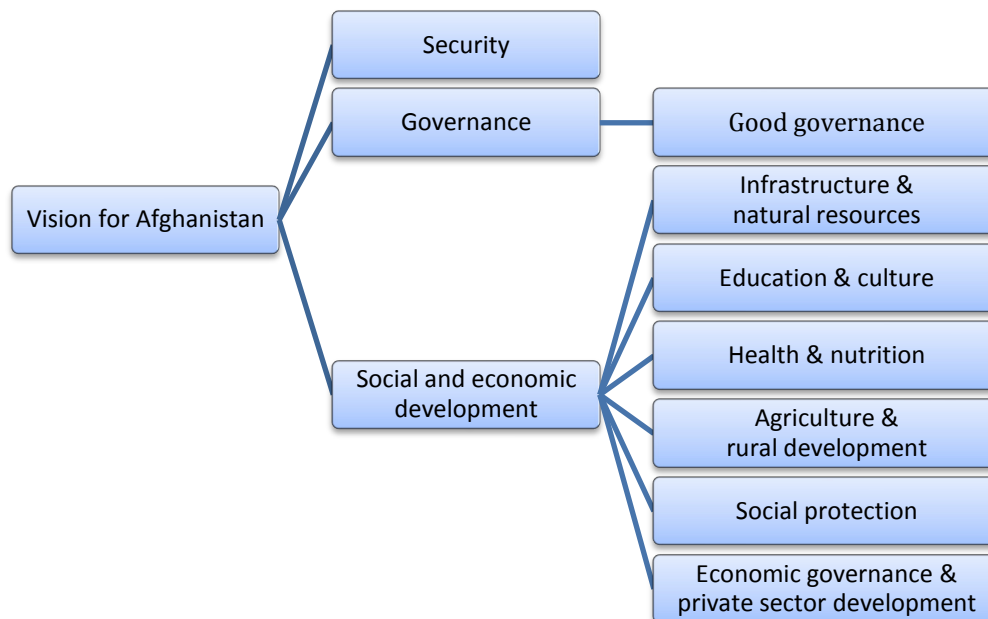 Security
Governance
Good governance
Vision for Afghanistan
Infrastructure &
natural resources
Education & culture
Health & nutrition
Social and economic
development
Agriculture &
rural development
Social protection
Economic governance &
private sector development